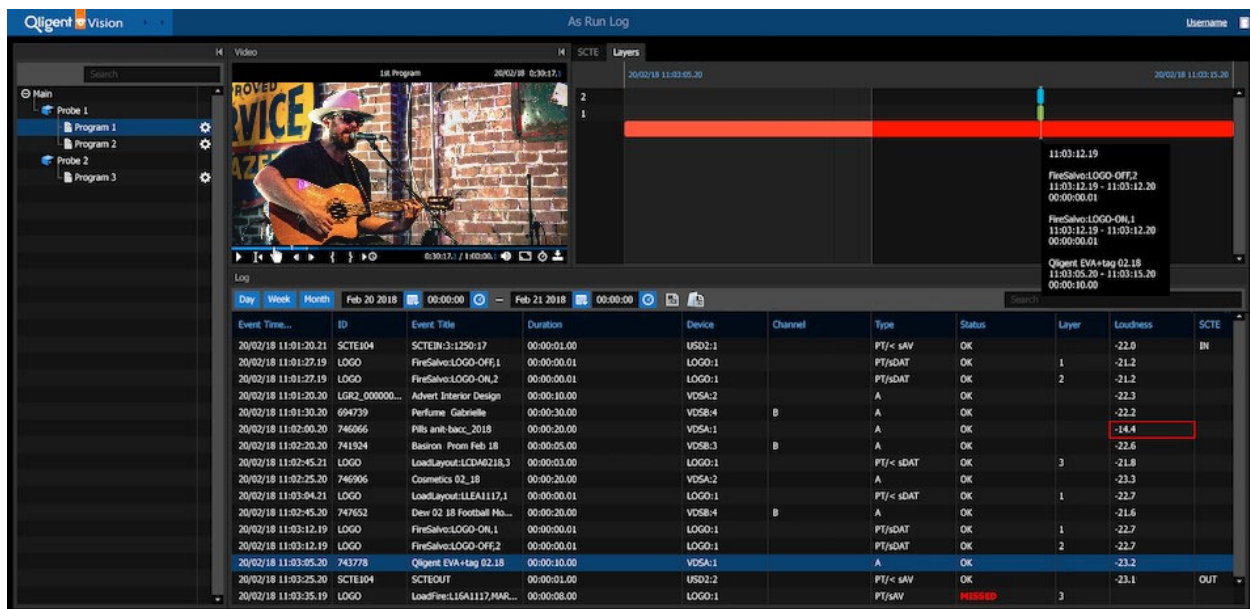 Qligent Vision
As Run Log
Username
Video
SCTE Layers
Search
1st Program 20/02/18 0:30:17.
20/02/18 11:03:05.20 20/02/18 11:03:15.20
PROVED
SERVICE
Main
Probe 1
Program 1
Program 2
Probe 2
Program 3
2
1
11:03:12.19
FireSalvo:LOGO-OFF,2
11:03:12.19 - 11:03:12.20
00:00:00.01
FireSalvo:LOGO-ON,1
11:03:12.19 - 11:03:12.20
00:00:00.01
Qligent EVA+tag 02.18
11:03:05.20 - 11:03:15.20
00:00:10.00
0:30:17. / 1:00:00.
Log
Day Week Month Feb 20 2018 00:00:00 — Feb 21 2018 00:00:00 Search
Event Time... ID Event Title Duration Device Channel Type Status Layer Loudness SCTE
20/02/18 11:01:20.21 SCTE104 SCTEIN:3:1250:17 00:00:01.00 USD2:1 PT/< sAV OK -22.0 IN
20/02/18 11:01:27.19 LOGO FireSalvo:LOGO-OFF,1 00:00:00.01 LOGO:1 PT/sDAT OK 1 -21.2
20/02/18 11:01:27.19 LOGO FireSalvo:LOGO-ON,2 00:00:00.01 LOGO:1 PT/sDAT OK 2 -21.2
20/02/18 11:01:20.20 LGR2_000000... Advert Interior Design 00:00:10.00 VDSA:2 A OK -22.3
20/02/18 11:01:30.20 694739 Perfume Gabrielle 00:00:30.00 VDSB:4 B A OK -22.2
20/02/18 11:02:00.20 746066 Pills anit-bacc_2018 00:00:20.00 VDSA:1 A OK -14.4
20/02/18 11:02:20.20 741924 Basiron Prom Feb 18 00:00:05.00 VDSB:3 B A OK -22.6
20/02/18 11:02:45.21 LOGO LoadLayout:LCDA0218,3 00:00:03.00 LOGO:1 PT/< sDAT OK 3 -21.8
20/02/18 11:02:25.20 746906 Cosmetics 02_18 00:00:20.00 VDSA:2 A OK -23.3
20/02/18 11:03:04.21 LOGO LoadLayout:LLEA1117,1 00:00:00.01 LOGO:1 PT/< sDAT OK 1 -22.7
20/02/18 11:02:45.20 747652 Dew 02 18 Football Mo... 00:00:20.00 VDSB:4 B A OK -21.6
20/02/18 11:03:12.19 LOGO FireSalvo:LOGO-ON,1 00:00:00.01 LOGO:1 PT/sDAT OK 1 -22.7
20/02/18 11:03:12.19 LOGO FireSalvo:LOGO-OFF,2 00:00:00.01 LOGO:1 PT/sDAT OK 2 -22.7
20/02/18 11:03:05.20 743778 Qligent EVA+tag 02.18 00:00:10.00 VDSA:1 A OK -23.2
20/02/18 11:03:25.20 SCTE104 SCTEOUT 00:00:01.00 USD2:2 PT/< sAV OK -23.1 OUT
20/02/18 11:03:35.19 LOGO LoadFire:L16A1117,MAR... 00:00:08.00 LOGO:1 PT/sAV MISSED 3